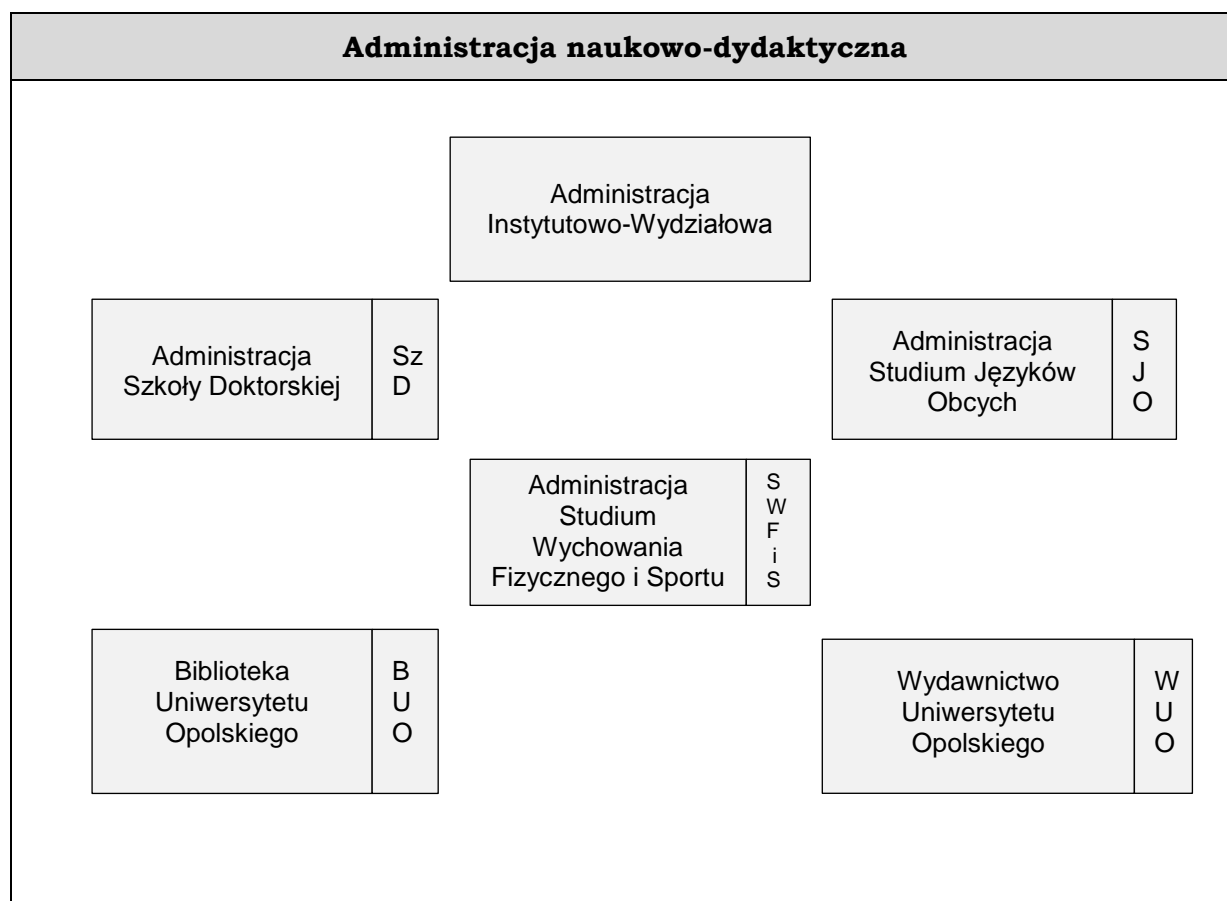 Administracja naukowo-dydaktyczna
Administracja
Instytutowo-Wydziałowa
Administracja
Szkoły Doktorskiej
Sz
D
Administracja
Studium Języków
Obcych
S
J
O
Administracja
Studium
Wychowania
Fizycznego i Sportu
S
W
F
i
S
Biblioteka
Uniwersytetu
Opolskiego
B
U
O
Wydawnictwo
Uniwersytetu
Opolskiego
W
U
O